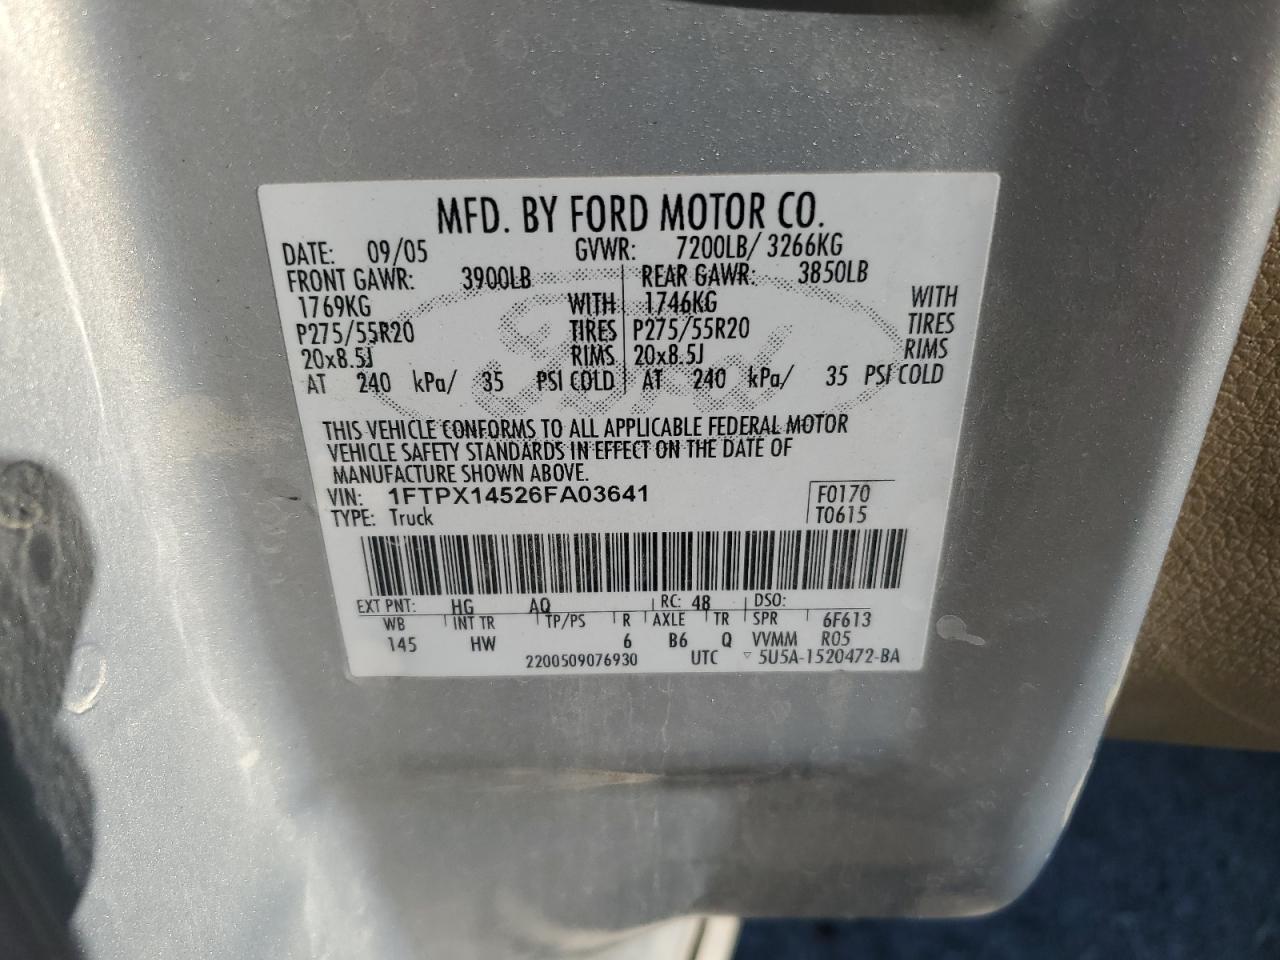 MFD. BY FORD MOTOR CO.
DATE: 09/05 GVWR: 7200LB/ 3266KG
FRONT GAWR: 3900LB REAR GAWR: 3850LB
1769KG WITH 1746KG WITH
P275/55R20 TIRES P275/55R20 TIRES
20x8.5J RIMS 20x8.5J RIMS
AT 240 kPa/ 35 PSI COLD AT 240 kPa/ 35 PSI COLD
THIS VEHICLE CONFORMS TO ALL APPLICABLE FEDERAL MOTOR
VEHICLE SAFETY STANDARDS IN EFFECT ON THE DATE OF
MANUFACTURE SHOWN ABOVE.
VIN: 1FTPX14526FA03641 F0170
TYPE: Truck T0615
EXT PNT: HG AQ RC: 48 DSO:
WB INT TR TP/PS R AXLE TR SPR 6F613
145 HW 6 B6 Q VVMM R05
2200509076930 UTC ▽ 5U5A-1520472-BA
Ford